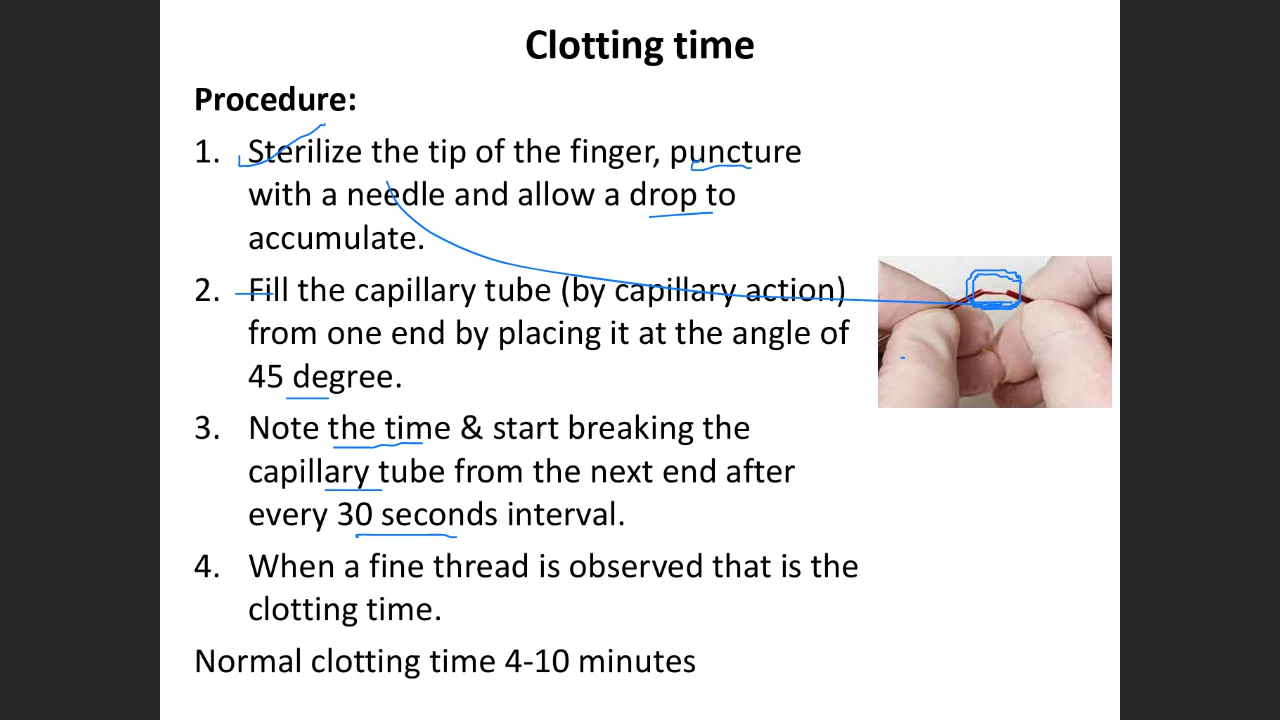 Clotting time
Procedure:
1. Sterilize the tip of the finger, puncture
with a needle and allow a drop to
accumulate.
2. Fill the capillary tube (by capillary action)
from one end by placing it at the angle of
45 degree.
3. Note the time & start breaking the
capillary tube from the next end after
every 30 seconds interval.
4. When a fine thread is observed that is the
clotting time.
Normal clotting time 4-10 minutes